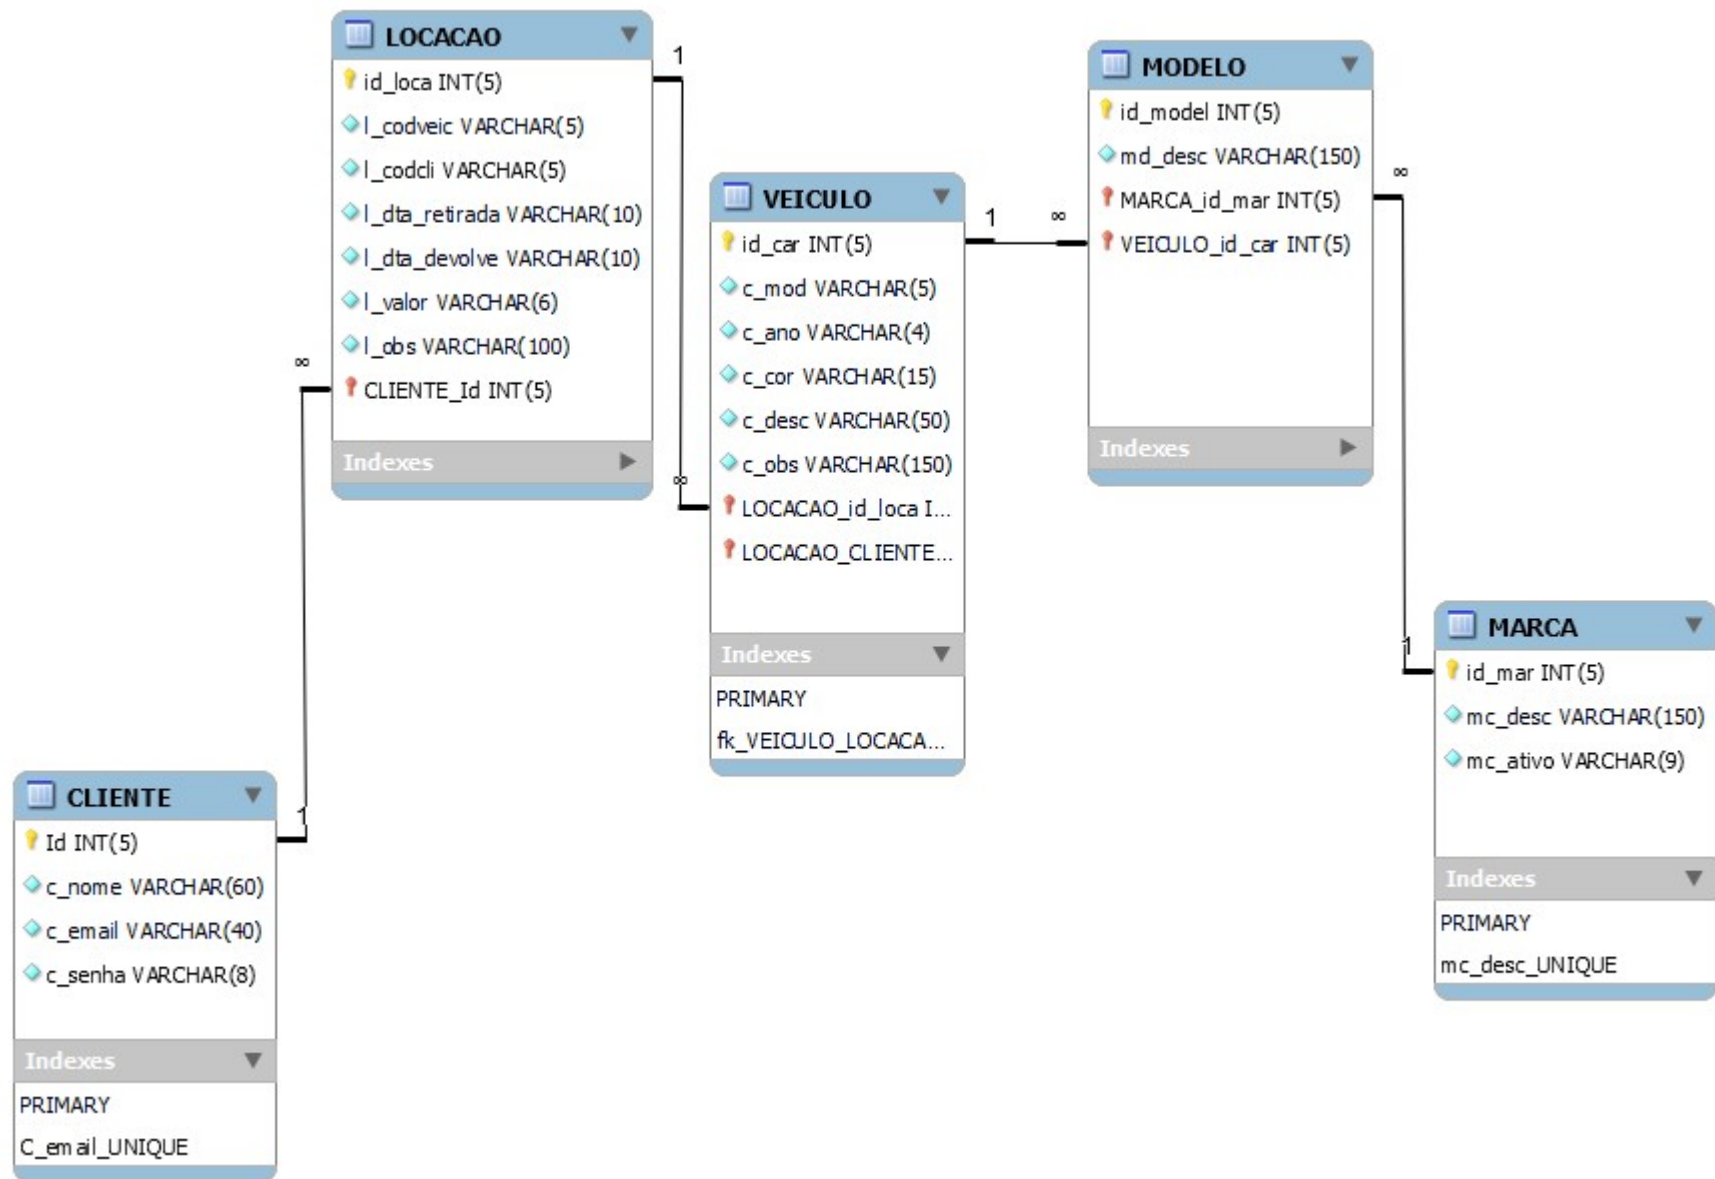 LOCACAO
id_loca INT(5)
l_codveic VARCHAR(5)
l_codcli VARCHAR(5)
l_dta_retirada VARCHAR(10)
l_dta_devolve VARCHAR(10)
l_valor VARCHAR(6)
l_obs VARCHAR(100)
CLIENTE_Id INT(5)
Indexes
1
∞
VEICULO
id_car INT(5)
c_mod VARCHAR(5)
c_ano VARCHAR(4)
c_cor VARCHAR(15)
c_desc VARCHAR(50)
c_obs VARCHAR(150)
LOCACAO_id_loca I...
LOCACAO_CLIENTE...
Indexes
PRIMARY
fk_VEICULO_LOCACA...
∞
1
∞
MODELO
id_model INT(5)
md_desc VARCHAR(150)
MARCA_id_mar INT(5)
VEICULO_id_car INT(5)
Indexes
∞
1
MARCA
id_mar INT(5)
mc_desc VARCHAR(150)
mc_ativo VARCHAR(9)
Indexes
PRIMARY
mc_desc_UNIQUE
CLIENTE
Id INT(5)
c_nome VARCHAR(60)
c_email VARCHAR(40)
c_senha VARCHAR(8)
Indexes
PRIMARY
C_email_UNIQUE
1